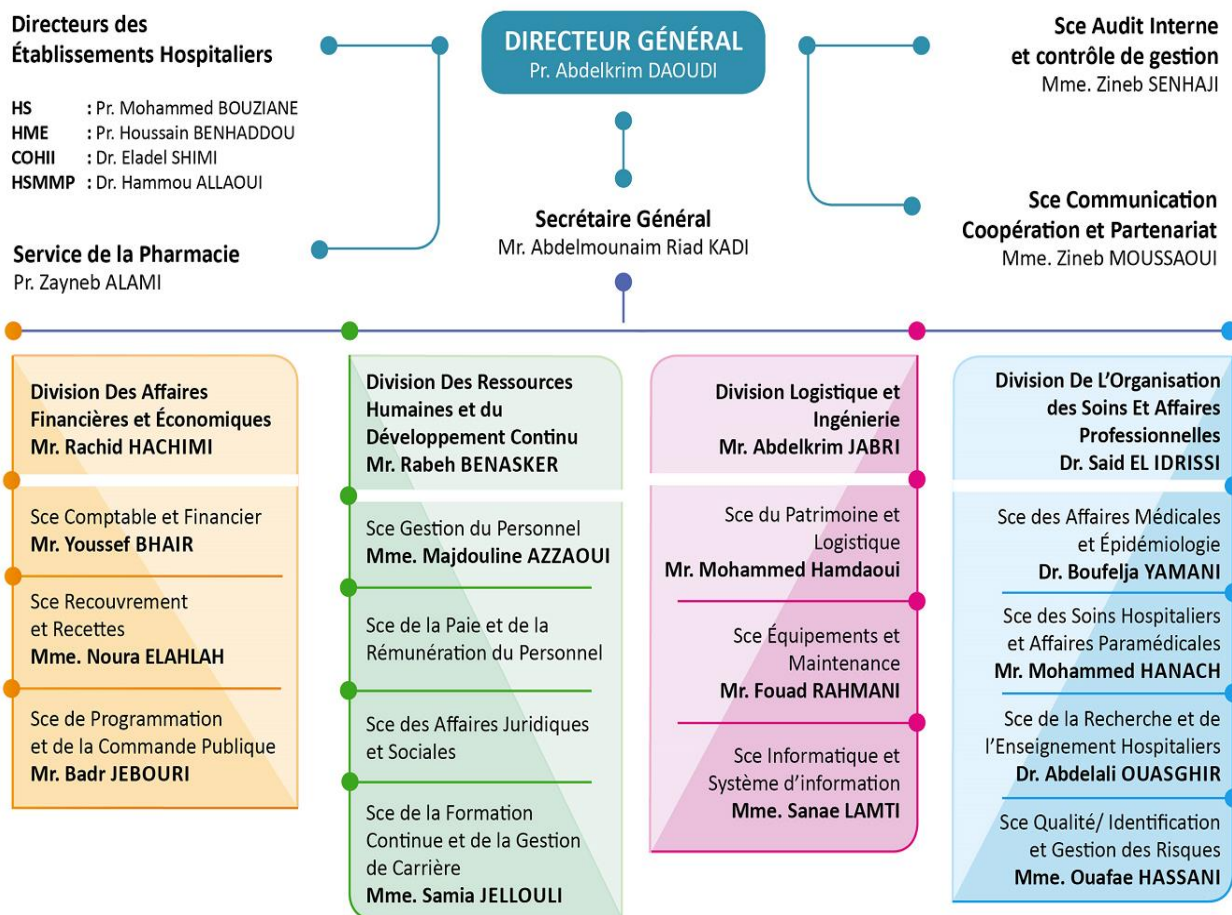 Directeurs des
Établissements Hospitaliers
HS : Pr. Mohammed BOUZIANE
HME : Pr. Houssain BENHADDOU
COHII : Dr. Eladel SHIMI
HSMMP : Dr. Hammou ALLAOUI
Service de la Pharmacie
Pr. Zayneb ALAMI
DIRECTEUR GÉNÉRAL
Pr. Abdelkrim DAOUDI
Secrétaire Général
Mr. Abdelmounaim Riad KADI
Sce Audit Interne
et contrôle de gestion
Mme. Zineb SENHAJI
Sce Communication
Coopération et Partenariat
Mme. Zineb MOUSSAOUI
Division Des Affaires
Financières et Économiques
Mr. Rachid HACHIMI
Sce Comptable et Financier
Mr. Youssef BHAIR
Sce Recouvrement
et Recettes
Mme. Noura ELAHLAH
Sce de Programmation
et de la Commande Publique
Mr. Badr JEBOURI
Division Des Ressources
Humaines et du
Développement Continu
Mr. Rabeh BENASKER
Sce Gestion du Personnel
Mme. Majdouline AZZAOUI
Sce de la Paie et de la
Rémunération du Personnel
Sce des Affaires Juridiques
et Sociales
Sce de la Formation
Continue et de la Gestion
de Carrière
Mme. Samia JELLOULI
Division Logistique et
Ingénierie
Mr. Abdelkrim JABRI
Sce du Patrimoine et
Logistique
Mr. Mohammed Hamdaoui
Sce Équipements et
Maintenance
Mr. Fouad RAHMANI
Sce Informatique et
Système d'information
Mme. Sanae LAMTI
Division De L'Organisation
des Soins Et Affaires
Professionnelles
Dr. Said EL IDRISSI
Sce des Affaires Médicales
et Épidémiologie
Dr. Boufelja YAMANI
Sce des Soins Hospitaliers
et Affaires Paramédicales
Mr. Mohammed HANACH
Sce de la Recherche et de
l'Enseignement Hospitaliers
Dr. Abdelali OUASGHIR
Sce Qualité/ Identification
et Gestion des Risques
Mme. Ouafae HASSANI